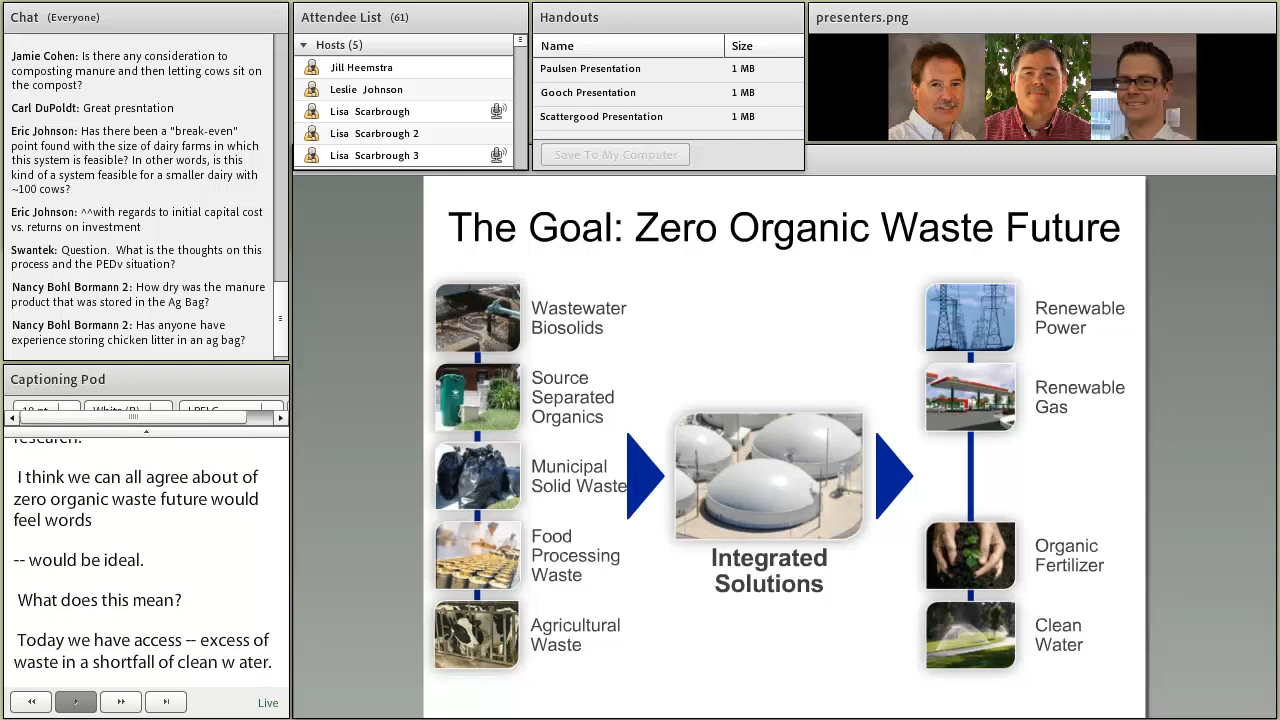 Chat (Everyone)
Jamie Cohen: Is there any consideration to
composting manure and then letting cows sit on
the compost?
Carl DuPoldt: Great presntation
Eric Johnson: Has there been a "break-even"
point found with the size of dairy farms in which
this system is feasible? In other words, is this
kind of a system feasible for a smaller dairy with
~100 cows?
Eric Johnson: ^^with regards to initial capital cost
vs. returns on investment
Swantek: Question. What is the thoughts on this
process and the PEDv situation?
Nancy Bohl Bormann 2: How dry was the manure
product that was stored in the Ag Bag?
Nancy Bohl Bormann 2: Has anyone have
experience storing chicken litter in an ag bag?
Captioning Pod
research.
I think we can all agree about of
zero organic waste future would
feel words
-- would be ideal.
What does this mean?
Today we have access -- excess of
waste in a shortfall of clean w ater.
Live
Attendee List (61)
Hosts (5)
Jill Heemstra
Leslie Johnson
Lisa Scarbrough
Lisa Scarbrough 2
Lisa Scarbrough 3
Handouts
Name Size
Paulsen Presentation 1 MB
Gooch Presentation 1 MB
Scattergood Presentation 1 MB
Save To My Computer
presenters.png
The Goal: Zero Organic Waste Future
Wastewater
Biosolids
Source
Separated
Organics
Municipal
Solid Waste
Food
Processing
Waste
Agricultural
Waste
Integrated
Solutions
Renewable
Power
Renewable
Gas
Organic
Fertilizer
Clean
Water